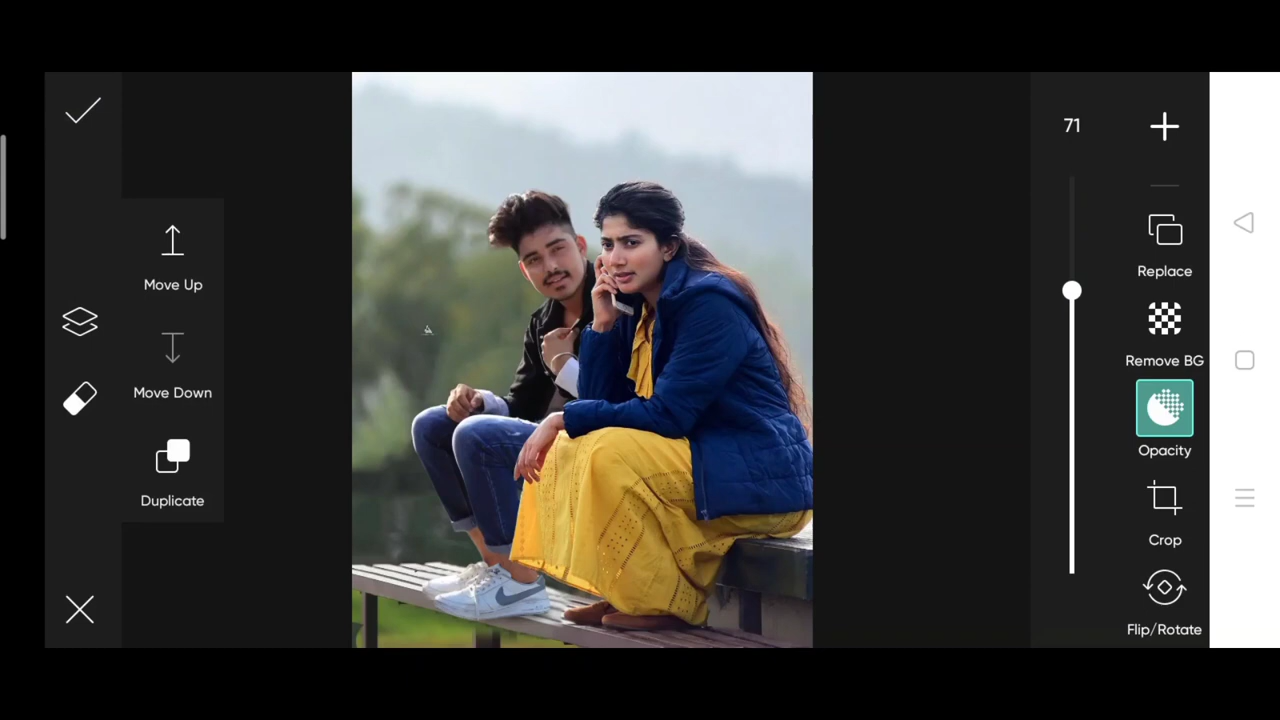 71
Move Up
Replace
Move Down
Remove BG
Opacity
Duplicate
Crop
Flip/Rotate